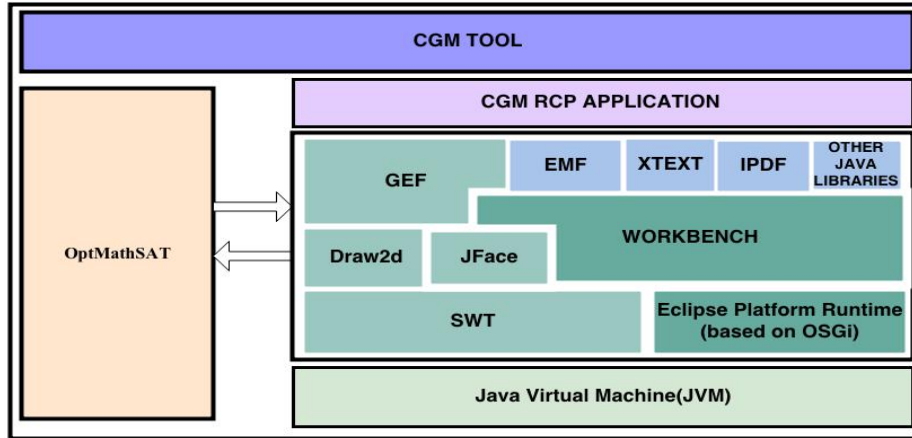 CGM TOOL
CGM RCP APPLICATION
OptMathSAT
GEF
EMF
XTEXT
IPDF
OTHER
JAVA
LIBRARIES
WORKBENCH
Draw2d
JFace
SWT
Eclipse Platform Runtime
(based on OSGi)
Java Virtual Machine(JVM)